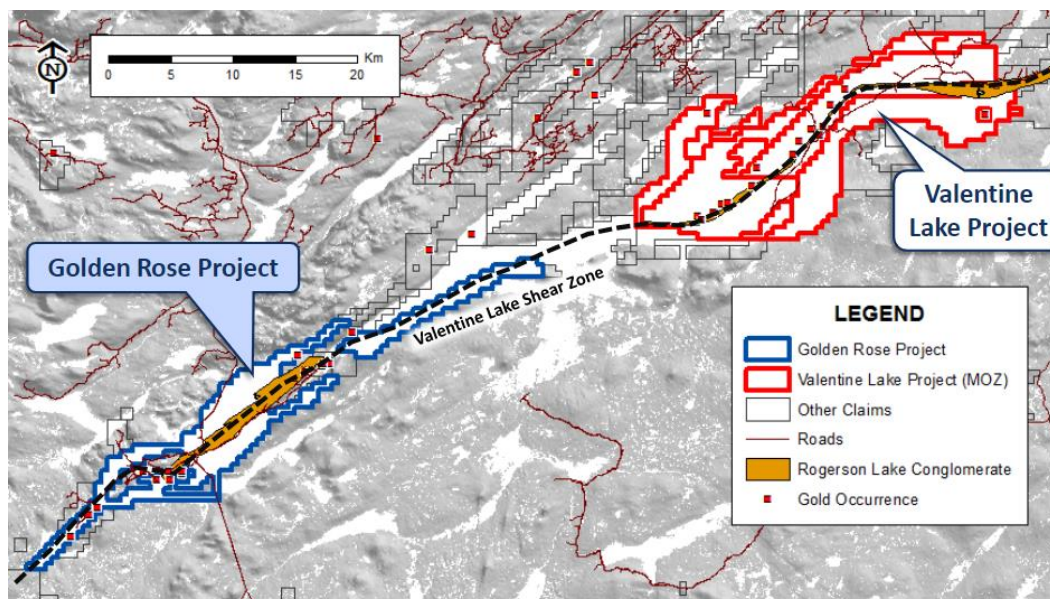 N
0
5
10
15
20
Km
Valentine
Lake Project
Golden Rose Project
Valentine Lake Shear Zone
LEGEND
Golden Rose Project
Valentine Lake Project (MOZ)
Other Claims
Roads
Rogerson Lake Conglomerate
Gold Occurrence